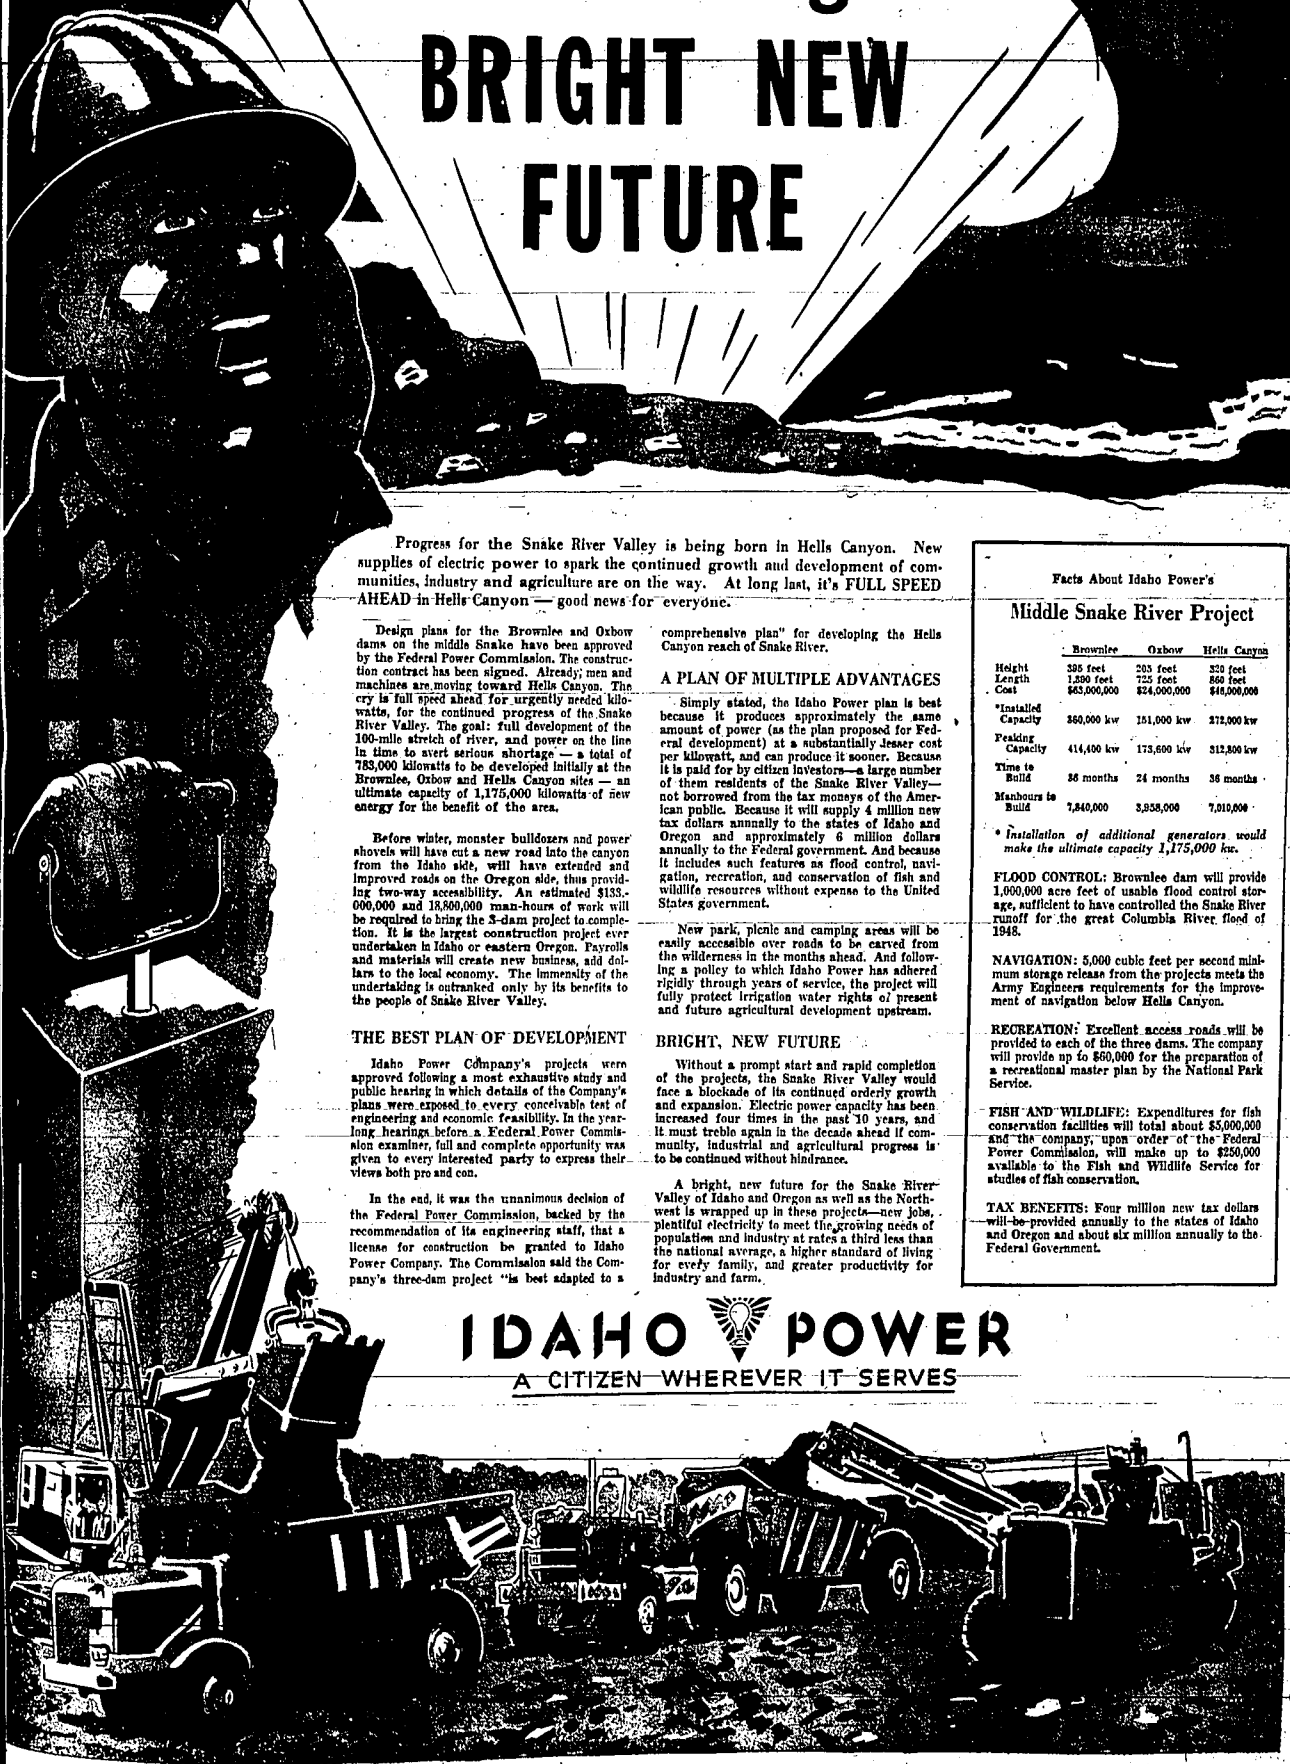 BRIGHT NEW
FUTURE
Progress for the Snake River Valley is being born in Hells Canyon. New
supplies of electric power to spark the continued growth and development of com-
munities, industry and agriculture are on the way. At long last, it's FULL SPEED
AHEAD in Hells Canyon — good news for everyone.
Design plans for the Brownlee and Oxbow
dams on the middle Snake have been approved
by the Federal Power Commission. The construc-
tion contract has been signed. Already, men and
machines are moving toward Hells Canyon. The
cry is full speed ahead for urgently needed kilo-
watts, for the continued progress of the Snake
River Valley. The goal: full development of the
100-mile stretch of river, and power on the line
in time to avert serious shortage — a total of
783,000 kilowatts to be developed initially at the
Brownlee, Oxbow and Hells Canyon sites — an
ultimate capacity of 1,175,000 kilowatts of new
energy for the benefit of the area.
Before winter, monster bulldozers and power
shovels will have cut a new road into the canyon
from the Idaho side, will have extended and
improved roads on the Oregon side, thus provid-
ing two-way accessibility. An estimated $133,-
000,000 and 18,800,000 man-hours of work will
be required to bring the 3-dam project to comple-
tion. It is the largest construction project ever
undertaken in Idaho or eastern Oregon. Payrolls
and materials will create new business, add dol-
lars to the local economy. The immensity of the
undertaking is outranked only by its benefits to
the people of Snake River Valley.
THE BEST PLAN OF DEVELOPMENT
Idaho Power Company's projects were
approved following a most exhaustive study and
public hearing in which details of the Company's
plans were exposed to every conceivable test of
engineering and economic feasibility. In the year-
long hearings before a Federal Power Commis-
sion examiner, full and complete opportunity was
given to every interested party to express their
views both pro and con.
In the end, it was the unanimous decision of
the Federal Power Commission, backed by the
recommendation of its engineering staff, that a
license for construction be granted to Idaho
Power Company. The Commission said the Com-
pany's three-dam project "is best adapted to a
comprehensive plan" for developing the Hells
Canyon reach of Snake River.
A PLAN OF MULTIPLE ADVANTAGES
Simply stated, the Idaho Power plan is best
because it produces approximately the same
amount of power (as the plan proposed for Fed-
eral development) at a substantially lesser cost
per kilowatt, and can produce it sooner. Because
it is paid for by citizen investors—a large number
of them residents of the Snake River Valley—
not borrowed from the tax moneys of the Amer-
ican public. Because it will supply 4 million new
tax dollars annually to the states of Idaho and
Oregon and approximately 6 million dollars
annually to the Federal government. And because
it includes such features as flood control, navi-
gation, recreation, and conservation of fish and
wildlife resources without expense to the United
States government.
New park, picnic and camping areas will be
easily accessible over roads to be carved from
the wilderness in the months ahead. And follow-
ing a policy to which Idaho Power has adhered
rigidly through years of service, the project will
fully protect irrigation water rights of present
and future agricultural development upstream.
BRIGHT, NEW FUTURE
Without a prompt start and rapid completion
of the projects, the Snake River Valley would
face a blockade of its continued orderly growth
and expansion. Electric power capacity has been
increased four times in the past 10 years, and
it must treble again in the decade ahead if com-
munity, industrial and agricultural progress is
to be continued without hindrance.
A bright, new future for the Snake River
Valley of Idaho and Oregon as well as the North-
west is wrapped up in these projects—new jobs,
plentiful electricity to meet the growing needs of
population and industry at rates a third less than
the national average, a higher standard of living
for every family, and greater productivity for
industry and farm.
Facts About Idaho Power's
Middle Snake River Project
Brownlee Oxbow Hells Canyon
Height 395 feet 205 feet 320 feet
Length 1,390 feet 725 feet 860 feet
Cost $63,000,000 $24,000,000 $46,000,000
*Installed
Capacity 360,000 kw 151,000 kw 272,000 kw
Peaking
Capacity 414,400 kw 173,600 kw 312,800 kw
Time to
Build 36 months 24 months 36 months
Manhours to
Build 7,840,000 3,958,000 7,010,000
* Installation of additional generators would
make the ultimate capacity 1,175,000 kw.
FLOOD CONTROL: Brownlee dam will provide
1,000,000 acre feet of usable flood control stor-
age, sufficient to have controlled the Snake River
runoff for the great Columbia River flood of
1948.
NAVIGATION: 5,000 cubic feet per second mini-
mum storage release from the projects meets the
Army Engineers requirements for the improve-
ment of navigation below Hells Canyon.
RECREATION: Excellent access roads will be
provided to each of the three dams. The company
will provide up to $60,000 for the preparation of
a recreational master plan by the National Park
Service.
FISH AND WILDLIFE: Expenditures for fish
conservation facilities will total about $5,000,000
and the company, upon order of the Federal
Power Commission, will make up to $250,000
available to the Fish and Wildlife Service for
studies of fish conservation.
TAX BENEFITS: Four million new tax dollars
will be provided annually to the states of Idaho
and Oregon and about six million annually to the
Federal Government.
IDAHO POWER
A CITIZEN WHEREVER IT SERVES